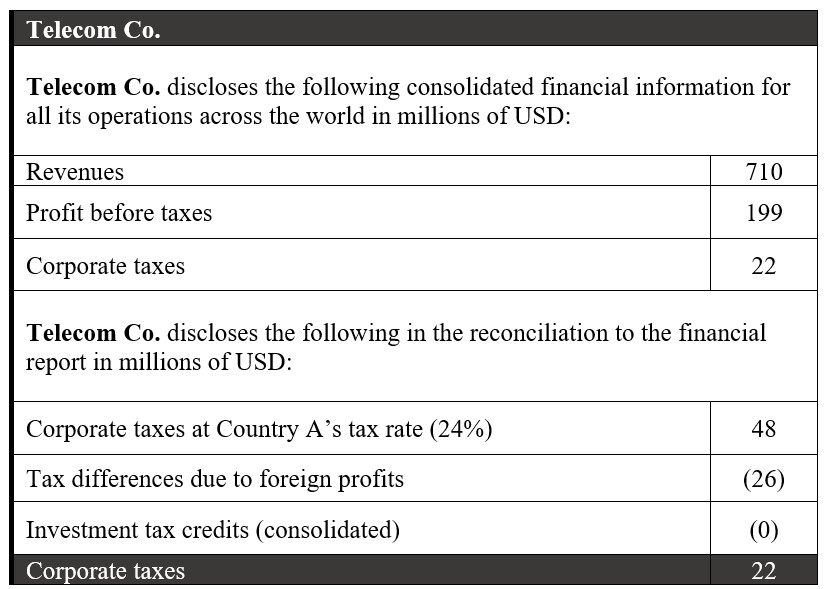 Telecom Co.
Telecom Co. discloses the following consolidated financial information for
all its operations across the world in millions of USD:
Revenues 710
Profit before taxes 199
Corporate taxes 22
Telecom Co. discloses the following in the reconciliation to the financial
report in millions of USD:
Corporate taxes at Country A’s tax rate (24%) 48
Tax differences due to foreign profits (26)
Investment tax credits (consolidated) (0)
Corporate taxes 22